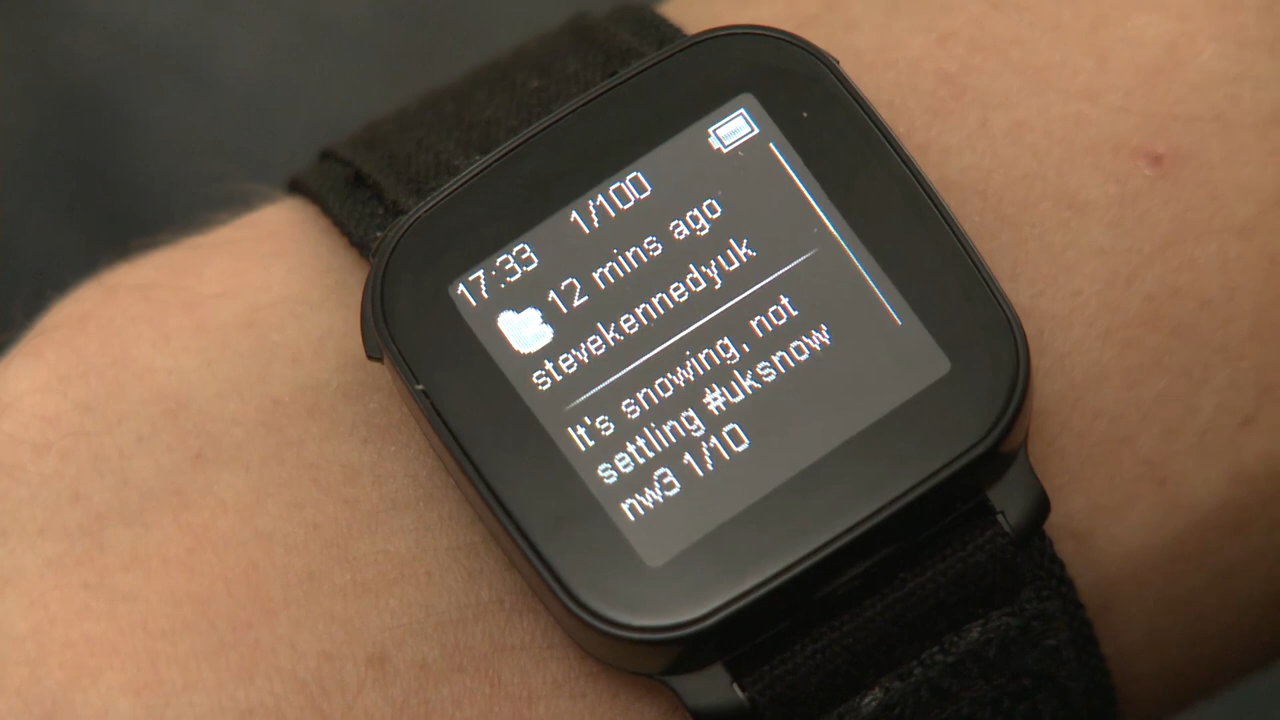 17:33 1/100
12 mins ago
stevekennedyuk
It's snowing, not
settling #uksnow
nw3 1/10